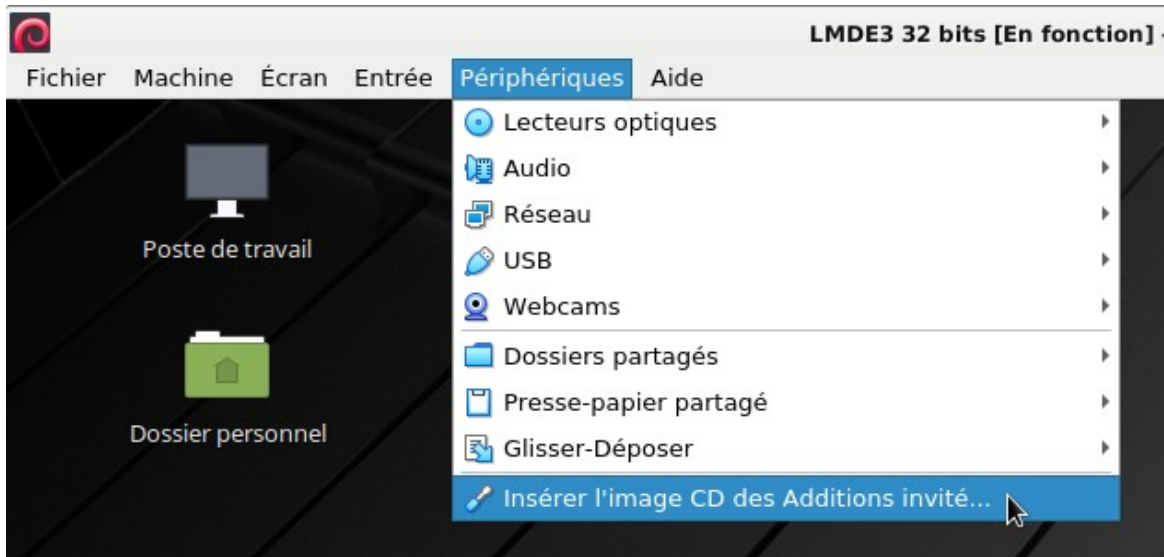 LMDE3 32 bits [En fonction] -
Fichier Machine Écran Entrée Périphériques Aide
Lecteurs optiques
Audio
Réseau
USB
Webcams
Dossiers partagés
Presse-papier partagé
Glisser-Déposer
Insérer l'image CD des Additions invité...
Poste de travail
Dossier personnel